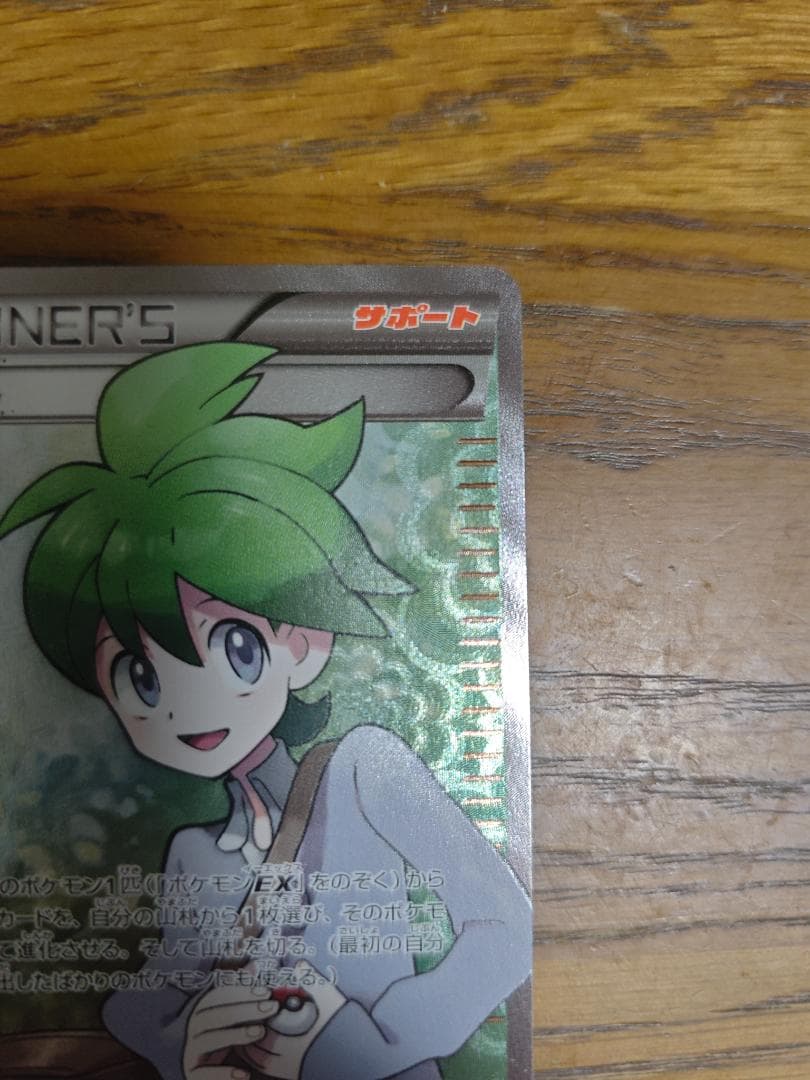 INER'S
サポート
のポケモン1匹(「ポケモンEX」をのぞく)から
カードを、自分の山札から1枚選び、そのポケモ
て進化させる。そして山札を切る。(最初の自分
出したばかりのポケモンにも使える。)